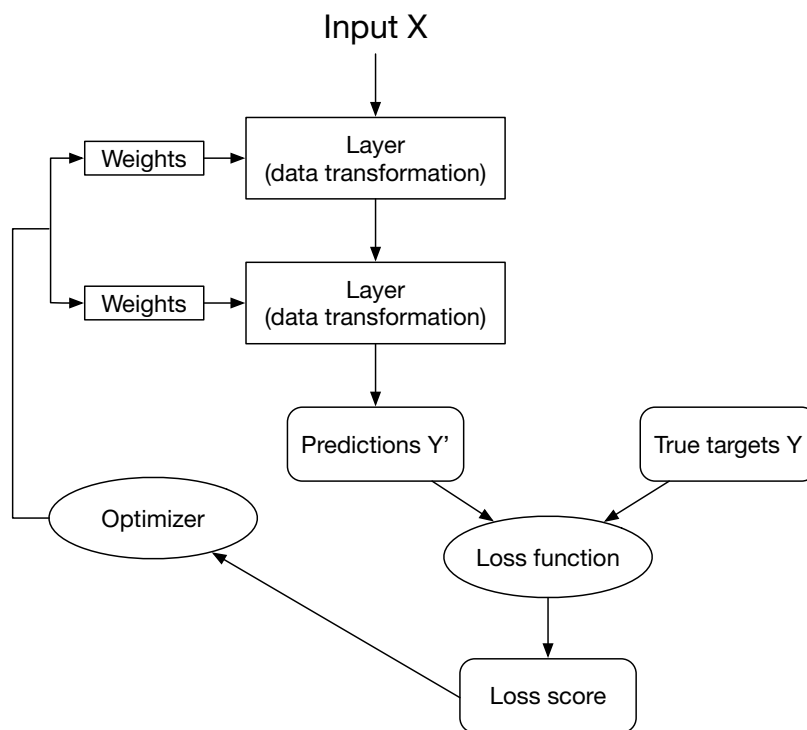 Input X
Weights
Layer
(data transformation)
Weights
Layer
(data transformation)
Predictions Y'
True targets Y
Optimizer
Loss function
Loss score